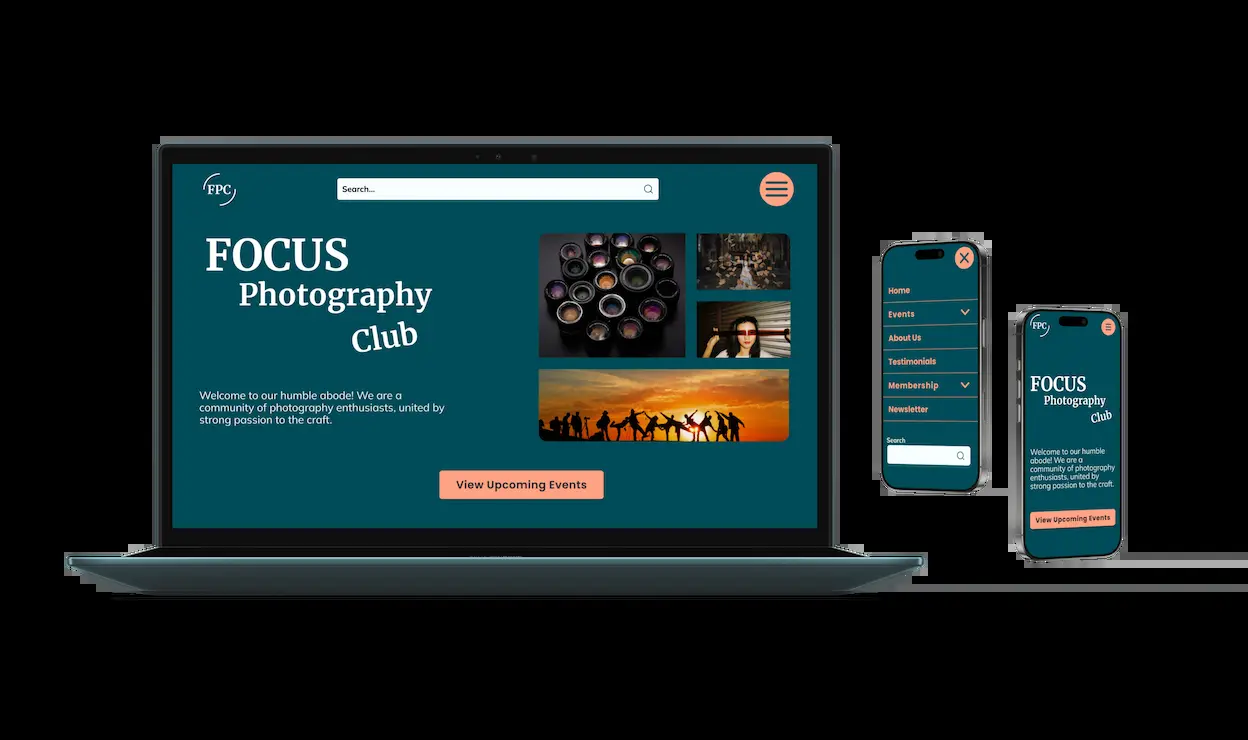 FPC
Search...
FOCUS
Photography
Club
Welcome to our humble abode! We are a
community of photography enthusiasts, united by
strong passion to the craft.
View Upcoming Events
Home
Events
About Us
Testimonials
Membership
Newsletter
Search
FPC
FOCUS
Photography
Club
Welcome to our humble
abode! We are a
community of photography
enthusiasts, united by
strong passion to the craft.
View Upcoming Events